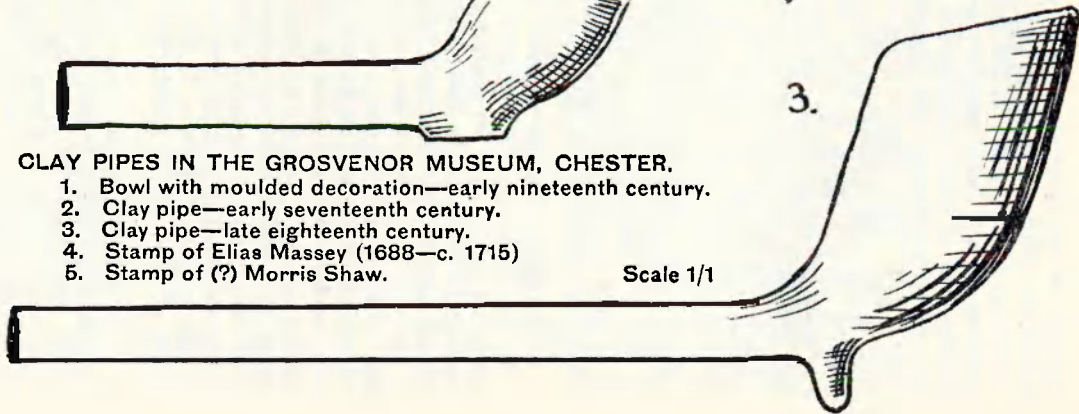 3.
CLAY PIPES IN THE GROSVENOR MUSEUM, CHESTER.
1. Bowl with moulded decoration—early nineteenth century.
2. Clay pipe—early seventeenth century.
3. Clay pipe—late eighteenth century.
4. Stamp of Elias Massey (1688—c. 1715)
5. Stamp of (?) Morris Shaw. Scale 1/1